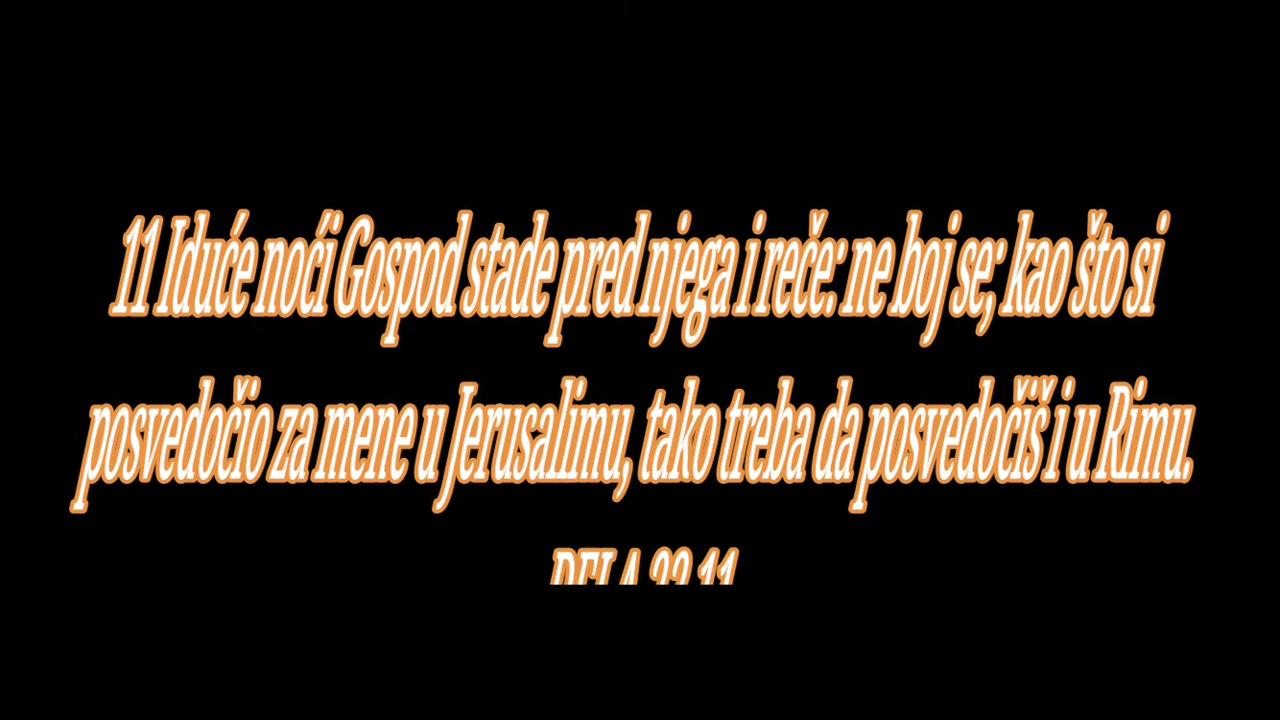 11 Iduće noći Gospod stade pred njega i reče: ne boj se; kao što si
posvedočio za mene u Jerusalimu, tako treba da posvedočiš i u Rimu.